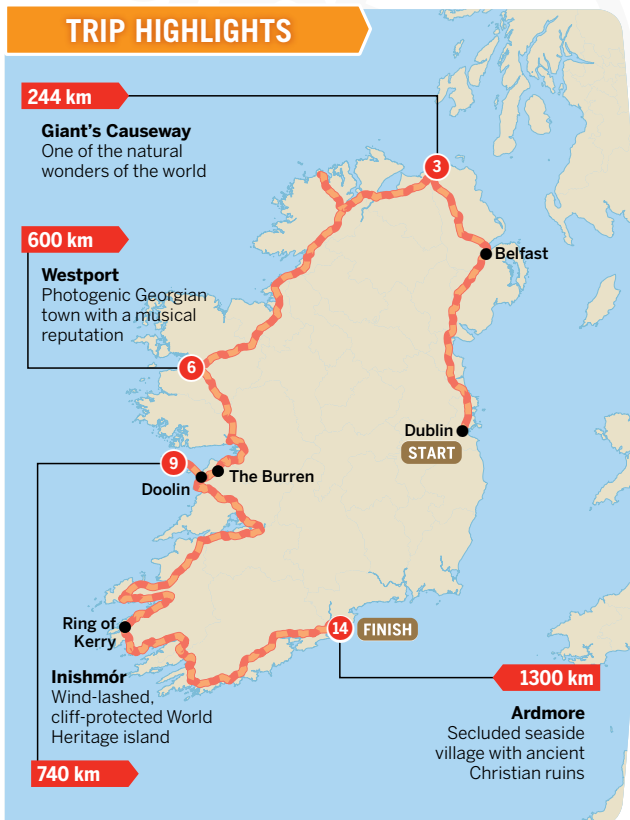 TRIP HIGHLIGHTS
244 km
Giant's Causeway
One of the natural
wonders of the world
3
600 km
Westport
Photogenic Georgian
town with a musical
reputation
Belfast
6
Dublin
START
9
The Burren
Doolin
Ring of
Kerry
14
FINISH
Inishmór
Wind-lashed,
cliff-protected World
Heritage island
740 km
1300 km
Ardmore
Secluded seaside
village with ancient
Christian ruins